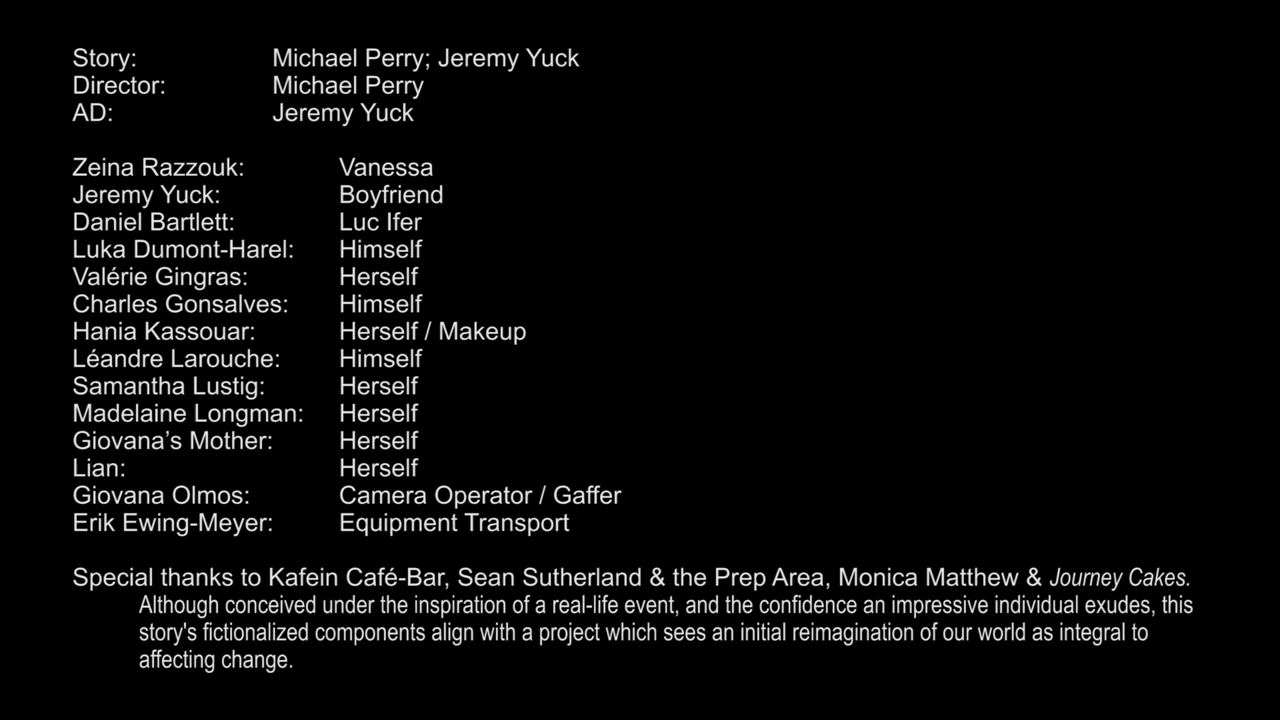 Story: Michael Perry; Jeremy Yuck
Director: Michael Perry
AD: Jeremy Yuck
Zeina Razzouk: Vanessa
Jeremy Yuck: Boyfriend
Daniel Bartlett: Luc Ifer
Luka Dumont-Harel: Himself
Valérie Gingras: Herself
Charles Gonsalves: Himself
Hania Kassouar: Herself / Makeup
Léandre Larouche: Himself
Samantha Lustig: Herself
Madelaine Longman: Herself
Giovana’s Mother: Herself
Lian: Herself
Giovana Olmos: Camera Operator / Gaffer
Erik Ewing-Meyer: Equipment Transport
Special thanks to Kafein Café-Bar, Sean Sutherland & the Prep Area, Monica Matthew & Journey Cakes.
Although conceived under the inspiration of a real-life event, and the confidence an impressive individual exudes, this
story's fictionalized components align with a project which sees an initial reimagination of our world as integral to
affecting change.